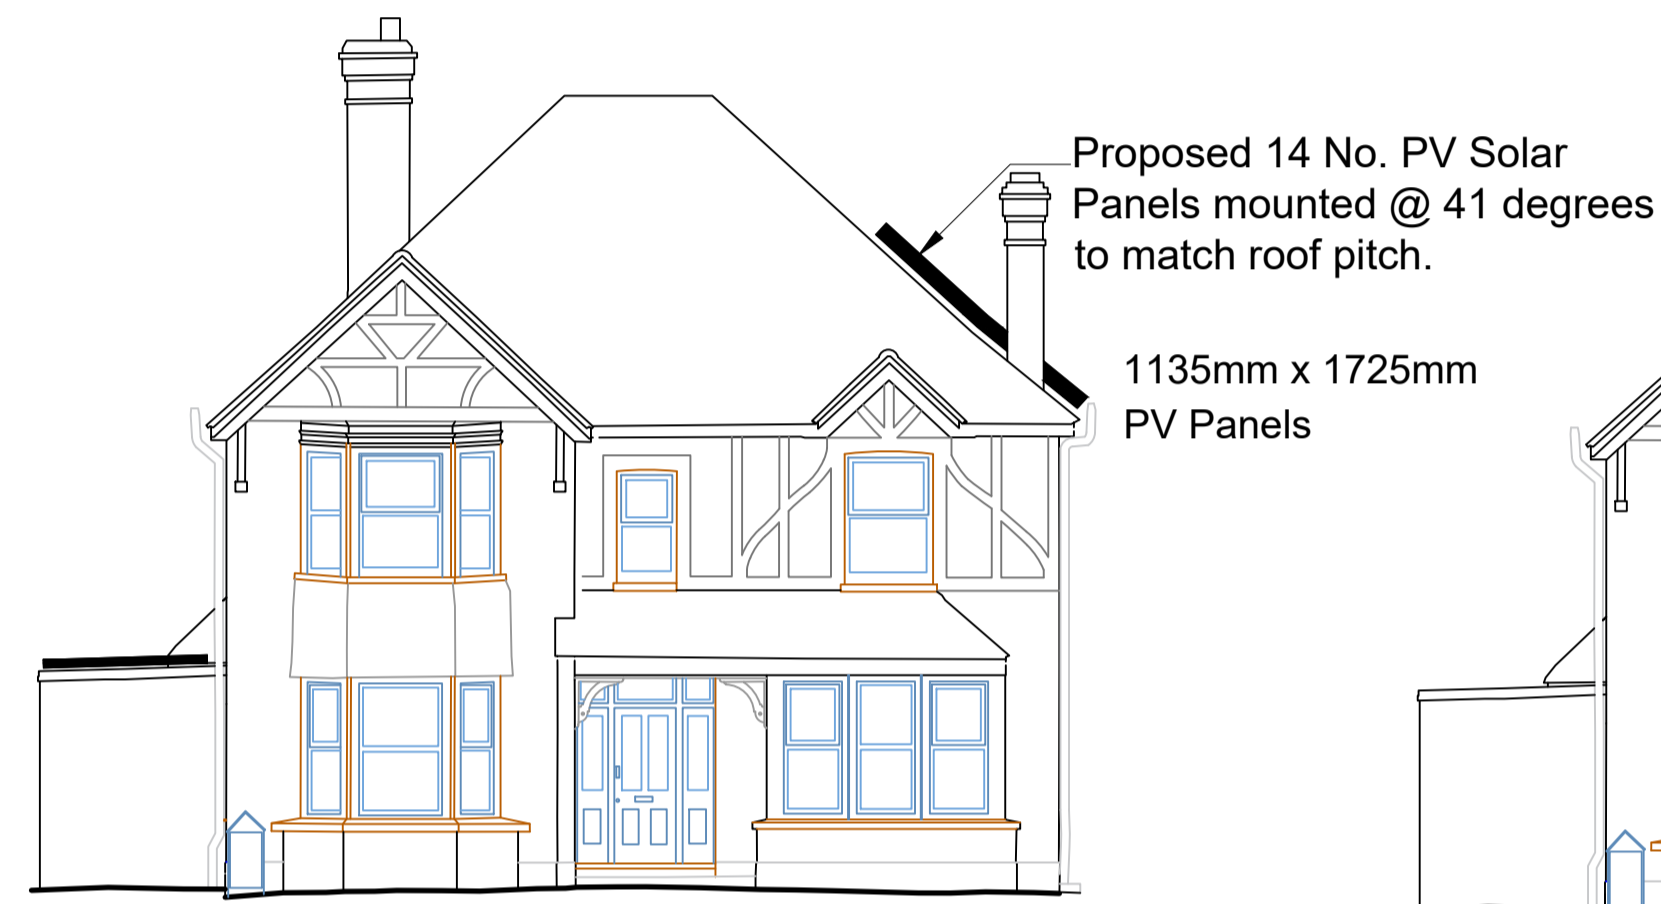 Proposed 14 No. PV Solar
Panels mounted @ 41 degrees
to match roof pitch.
1135mm x 1725mm
PV Panels